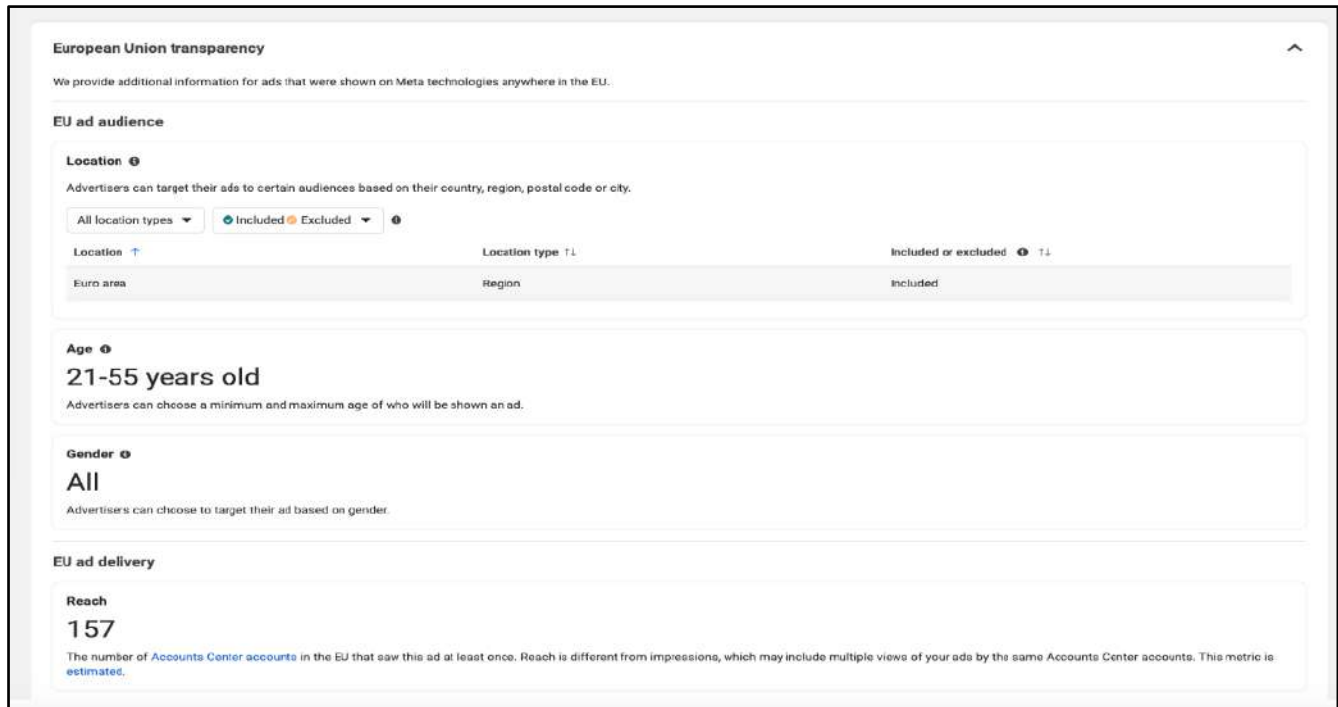 European Union transparency
We provide additional information for ads that were shown on Meta technologies anywhere in the EU.
EU ad audience
Location
Advertisers can target their ads to certain audiences based on their country, region, postal code or city.
All location types Included Excluded
Location ↑ Location type ↑↓ Included or excluded ↑↓
Euro area Region Included
Age
21-55 years old
Advertisers can choose a minimum and maximum age of who will be shown an ad.
Gender
All
Advertisers can choose to target their ad based on gender.
EU ad delivery
Reach
157
The number of Accounts Center accounts in the EU that saw this ad at least once. Reach is different from impressions, which may include multiple views of your ads by the same Accounts Center accounts. This metric is
estimated.